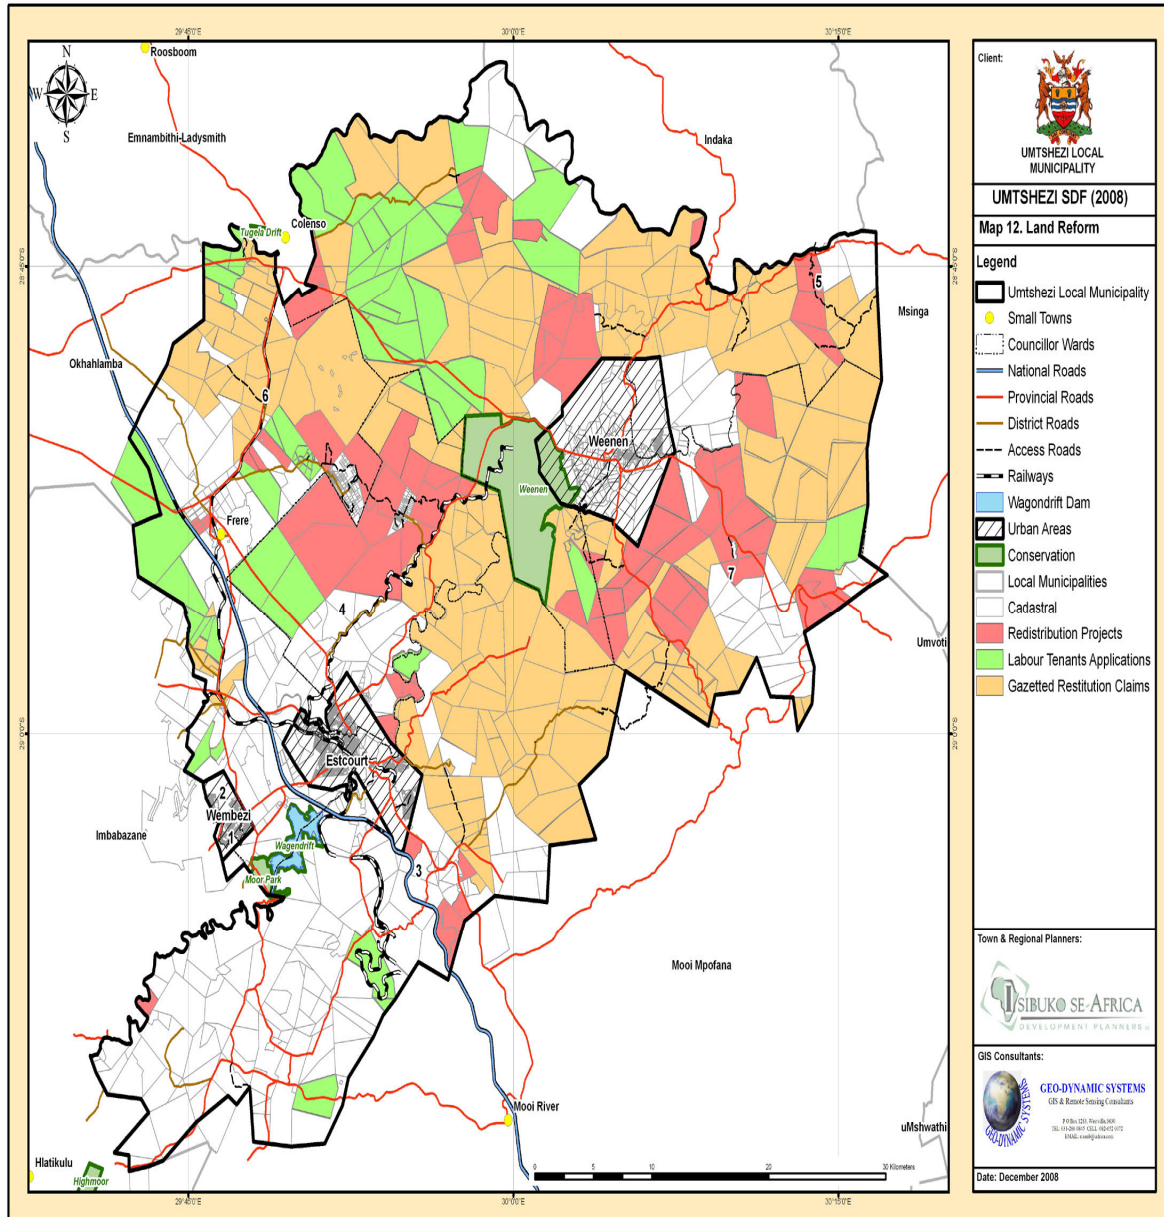 29°45'0"E
30°0'0"E
30°15'0"E
Roosboom
N
W
E
S
Emnambithi-Ladysmith
Indaka
Colenso
Tugela Drift
28°45'0"S
28°45'0"S
5
Msinga
Okhahlamba
6
Weenen
Weenen
Frere
7
4
Umvoti
29°0'0"S
29°0'0"S
Estcourt
2
Wembezi
1
Imbabazane
Wagendrift
Moor Park
3
Mooi Mpofana
Mooi River
uMshwathi
Hlatikulu
Highmoor
0
5
10
20
30 Kilometers
29°45'0"E
30°0'0"E
30°15'0"E
Client:
UMTSHEZI LOCAL
MUNICIPALITY
UMTSHEZI SDF (2008)
Map 12. Land Reform
Legend
Umtshezi Local Municipality
Small Towns
Councillor Wards
National Roads
Provincial Roads
District Roads
Access Roads
Railways
Wagondrift Dam
Urban Areas
Conservation
Local Municipalities
Cadastral
Redistribution Projects
Labour Tenants Applications
Gazetted Restitution Claims
Town & Regional Planners:
ISIBUKO SE-AFRICA
DEVELOPMENT PLANNERS
GIS Consultants:
GEO-DYNAMIC SYSTEMS
GEO-DYNAMIC SYSTEMS
GIS & Remote Sensing Consultants
Date: December 2008